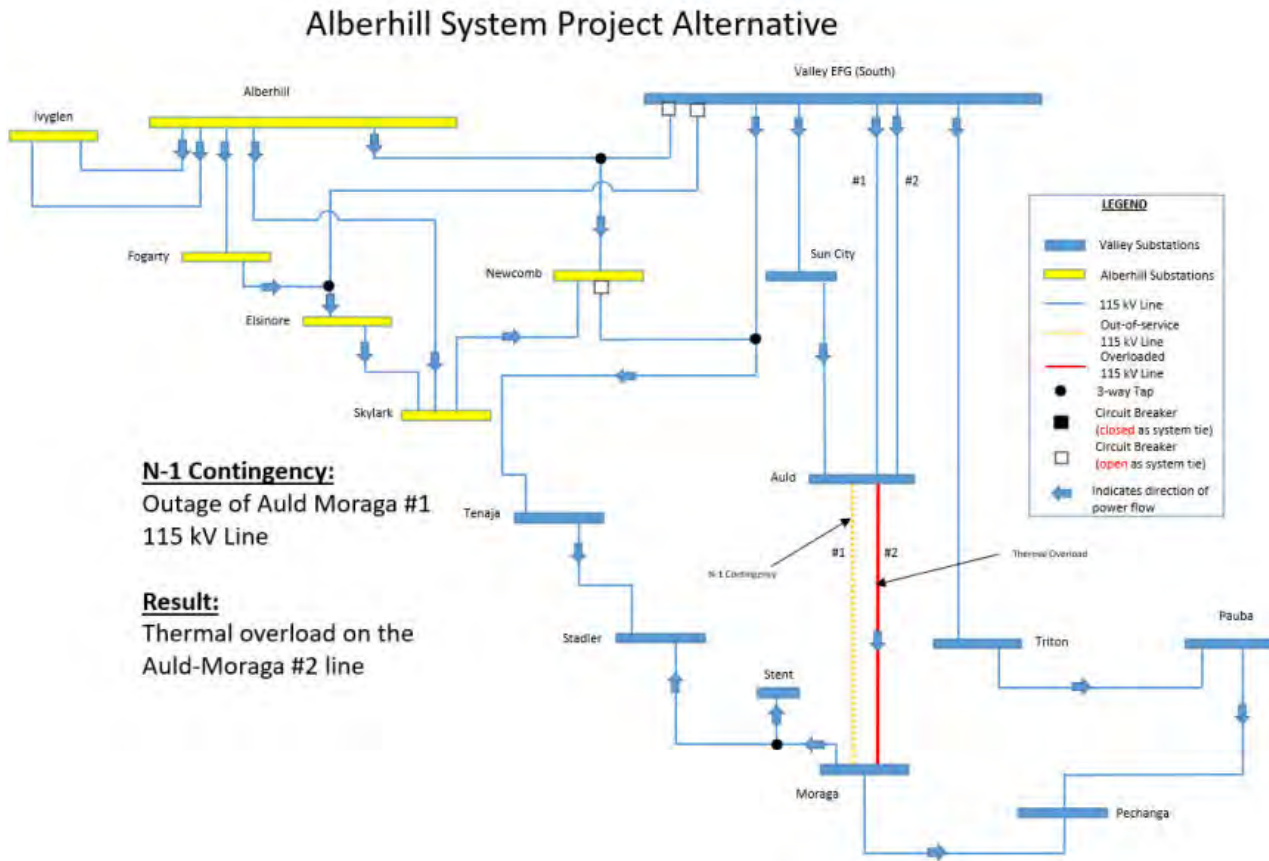 Alberhill System Project Alternative
Valley EFG (South)
Alberhill
Ivyglen
#1
#2
LEGEND
Valley Substations
Alberhill Substations
115 kV Line
Out-of-service
115 kV Line
Overloaded
115 kV Line
3-way Tap
Circuit Breaker
(closed as system tie)
Circuit Breaker
(open as system tie)
Indicates direction of
power flow
Fogarty
Newcomb
Sun City
Elsinore
Skylark
N-1 Contingency:
Outage of Auld Moraga #1
115 kV Line
Result:
Thermal overload on the
Auld-Moraga #2 line
Auld
Tenaja
#1
#2
N-1 Contingency
Thermal Overload
Stadler
Stent
Triton
Pauba
Moraga
Pechanga